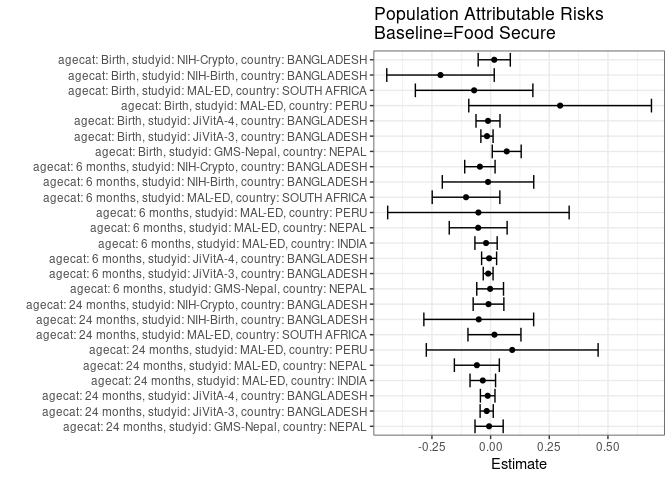 Population Attributable Risks
Baseline=Food Secure
agecat: Birth, studyid: NIH-Crypto, country: BANGLADESH
agecat: Birth, studyid: NIH-Birth, country: BANGLADESH
agecat: Birth, studyid: MAL-ED, country: SOUTH AFRICA
agecat: Birth, studyid: MAL-ED, country: PERU
agecat: Birth, studyid: JiVitA-4, country: BANGLADESH
agecat: Birth, studyid: JiVitA-3, country: BANGLADESH
agecat: Birth, studyid: GMS-Nepal, country: NEPAL
agecat: 6 months, studyid: NIH-Crypto, country: BANGLADESH
agecat: 6 months, studyid: NIH-Birth, country: BANGLADESH
agecat: 6 months, studyid: MAL-ED, country: SOUTH AFRICA
agecat: 6 months, studyid: MAL-ED, country: PERU
agecat: 6 months, studyid: MAL-ED, country: NEPAL
agecat: 6 months, studyid: MAL-ED, country: INDIA
agecat: 6 months, studyid: JiVitA-4, country: BANGLADESH
agecat: 6 months, studyid: JiVitA-3, country: BANGLADESH
agecat: 6 months, studyid: GMS-Nepal, country: NEPAL
agecat: 24 months, studyid: NIH-Crypto, country: BANGLADESH
agecat: 24 months, studyid: NIH-Birth, country: BANGLADESH
agecat: 24 months, studyid: MAL-ED, country: SOUTH AFRICA
agecat: 24 months, studyid: MAL-ED, country: PERU
agecat: 24 months, studyid: MAL-ED, country: NEPAL
agecat: 24 months, studyid: MAL-ED, country: INDIA
agecat: 24 months, studyid: JiVitA-4, country: BANGLADESH
agecat: 24 months, studyid: JiVitA-3, country: BANGLADESH
agecat: 24 months, studyid: GMS-Nepal, country: NEPAL
-0.25 0.00 0.25 0.50
Estimate